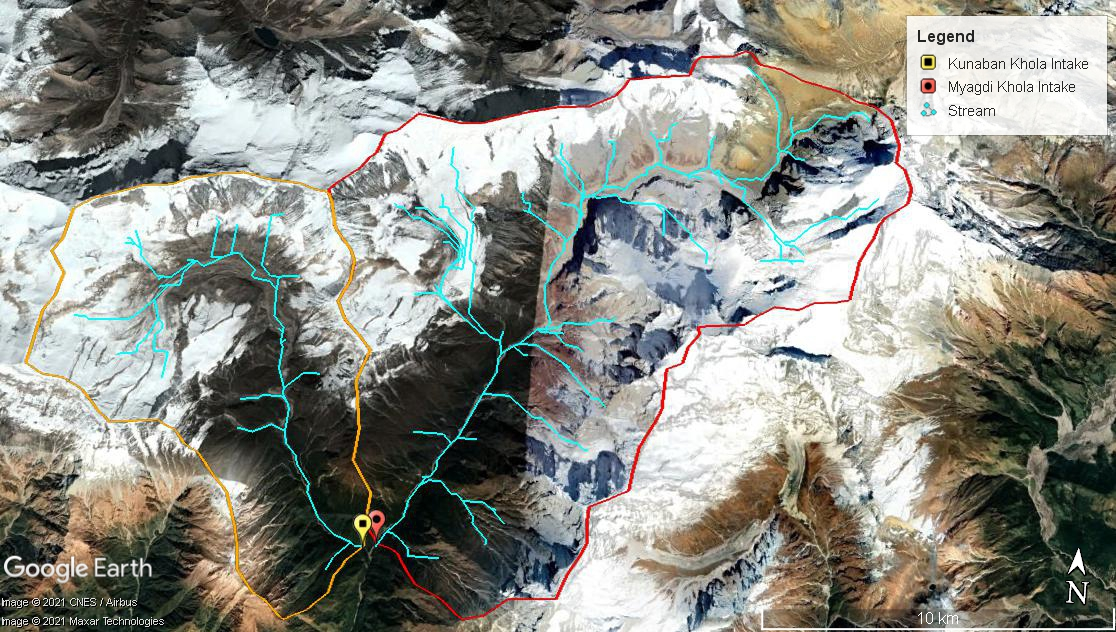 Legend
Kunaban Khola Intake
Myagdi Khola Intake
Stream
Google Earth
Image © 2021 CNES / Airbus
Image © 2021 Maxar Technologies
N
10 km